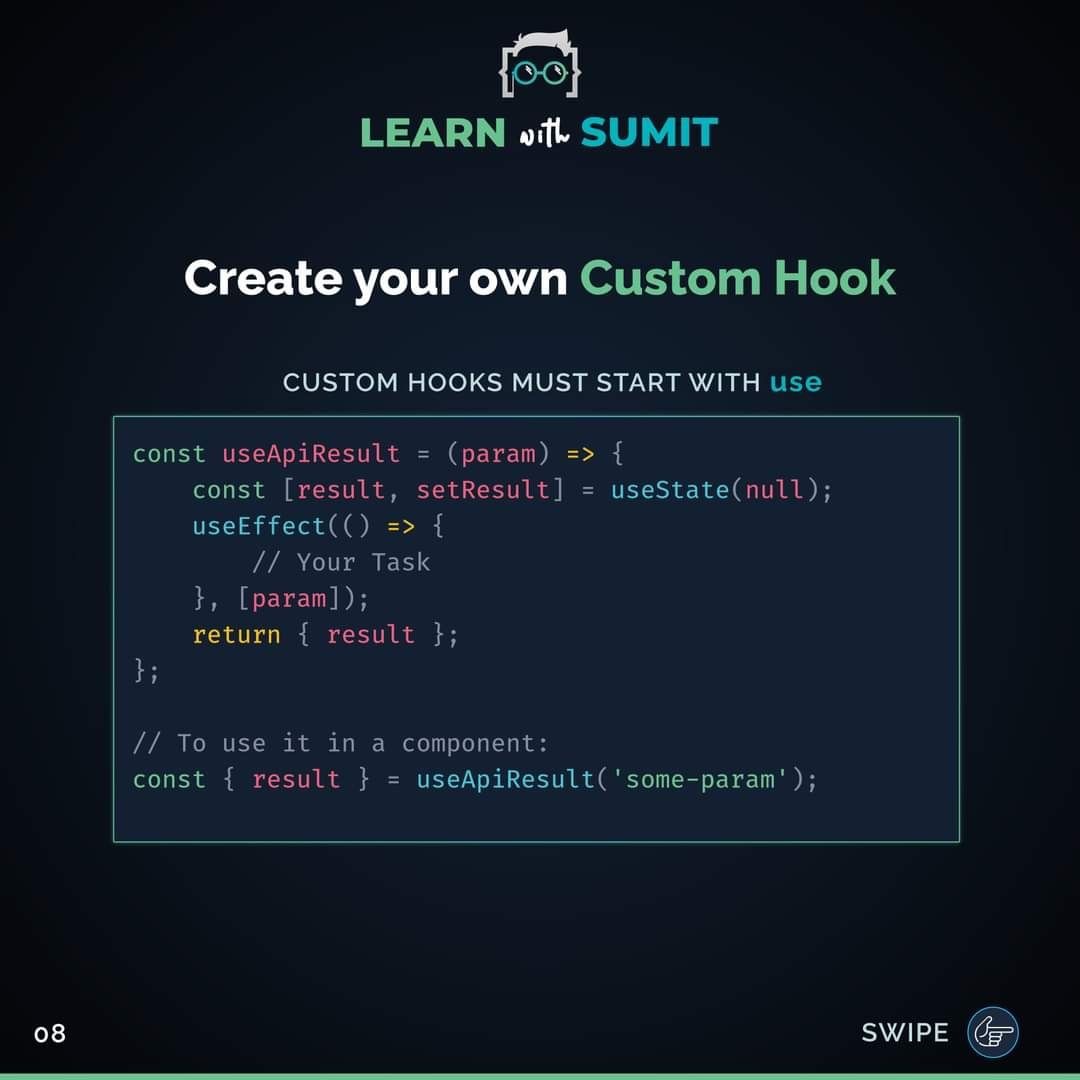 LEARN with SUMIT
Create your own Custom Hook
CUSTOM HOOKS MUST START WITH use
const useApiResult = (param) => {
    const [result, setResult] = useState(null);
    useEffect(() => {
        // Your Task
    }, [param]);
    return { result };
};
// To use it in a component:
const { result } = useApiResult('some-param');
08
SWIPE